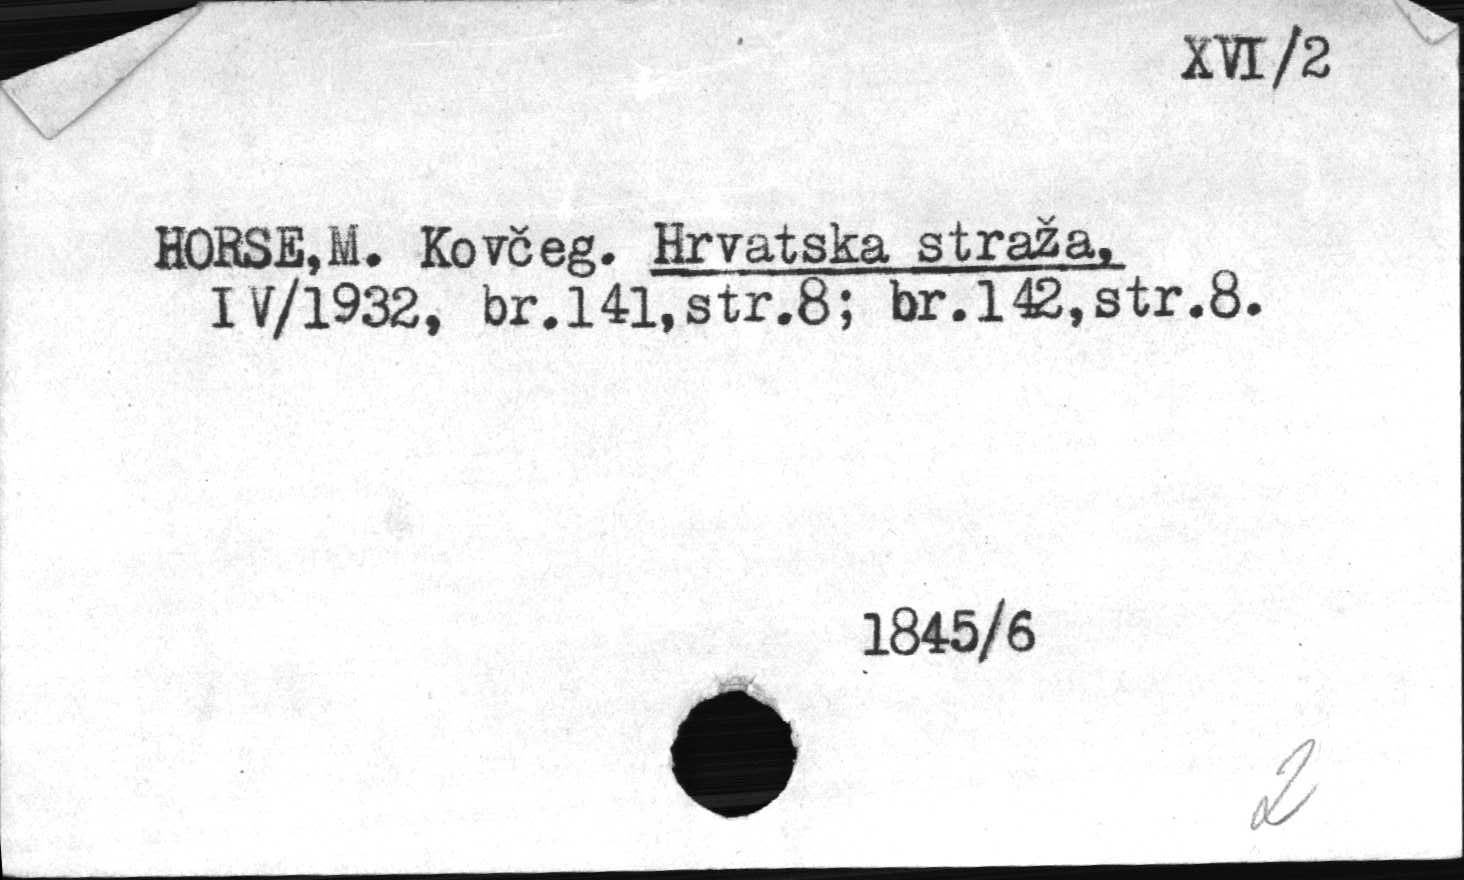 XVI/2
HORSE,M. Kovčeg. Hrvatska straža,
IV/1932, br.141,str.8; br.142,str.8.
1845/6
2